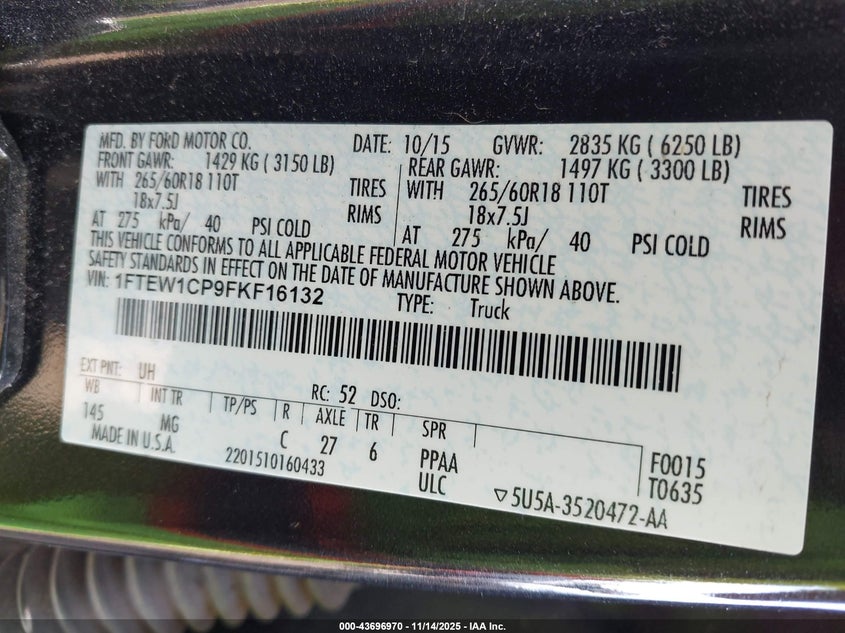 MFD. BY FORD MOTOR CO. DATE: 10/15 GVWR: 2835 KG ( 6250 LB)
FRONT GAWR: 1429 KG ( 3150 LB) REAR GAWR: 1497 KG ( 3300 LB)
WITH 265/60R18 110T TIRES WITH 265/60R18 110T TIRES
18x7.5J RIMS 18x7.5J RIMS
AT 275 kPa/ 40 PSI COLD AT 275 kPa/ 40 PSI COLD
THIS VEHICLE CONFORMS TO ALL APPLICABLE FEDERAL MOTOR VEHICLE
SAFETY STANDARDS IN EFFECT ON THE DATE OF MANUFACTURE SHOWN ABOVE.
VIN: 1FTEW1CP9FKF16132 TYPE: Truck
EXT PNT: UH RC: 52 DSO:
WB INT TR TP/PS R AXLE TR SPR
145 MG C 27 6 PPAA F0015
MADE IN U.S.A. 2201510160433 ULC T0635
5U5A-3520472-AA
000-43696970 — 11/14/2025 — IAA Inc.